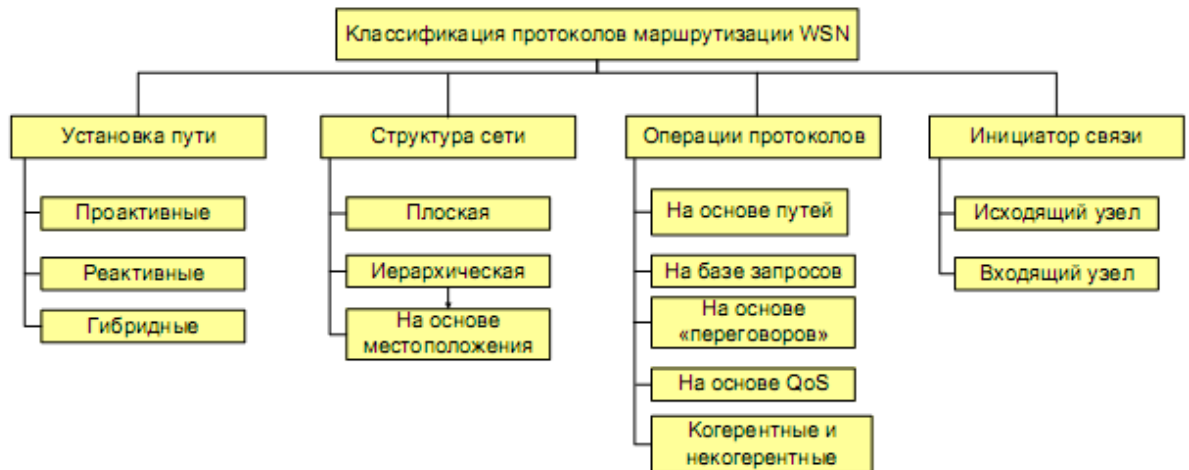 Классификация протоколов маршрутизации WSN
Установка пути
Проактивные
Реактивные
Гибридные
Структура сети
Плоская
Иерархическая
На основе
местоположения
Операции протоколов
На основе путей
На базе запросов
На основе
«переговоров»
На основе QoS
Когерентные и
некогерентные
Инициатор связи
Исходящий узел
Входящий узел